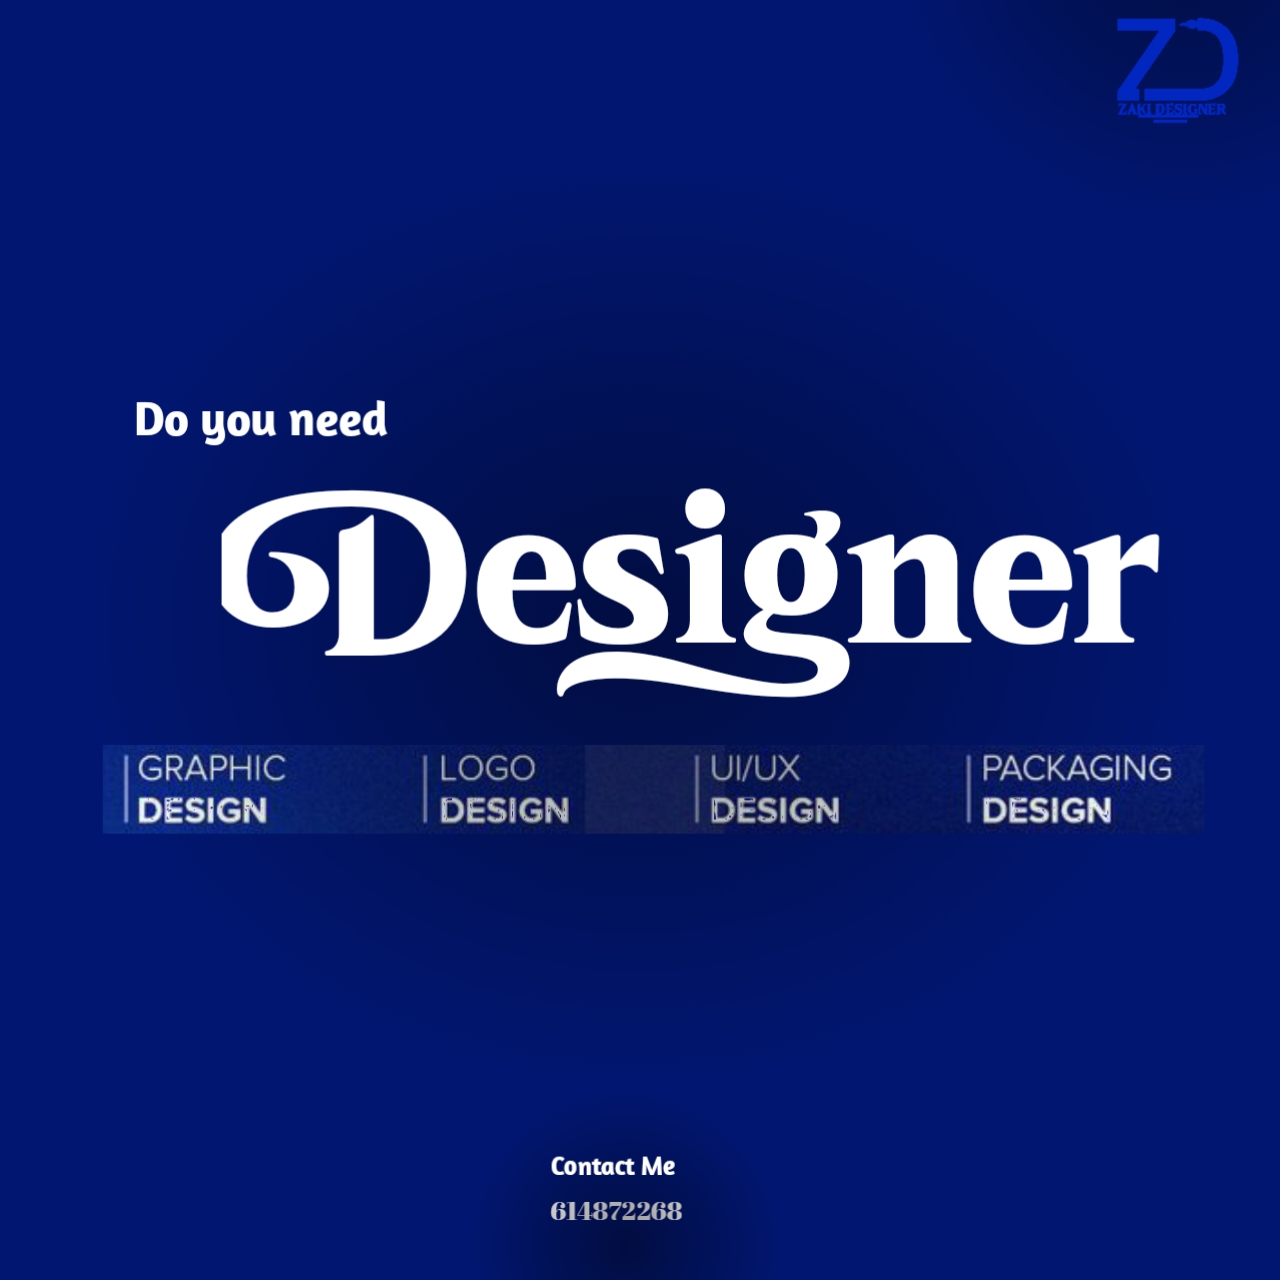 ZD
ZAKI DESIGNER
Do you need
Designer
GRAPHIC
DESIGN
LOGO
DESIGN
UI/UX
DESIGN
PACKAGING
DESIGN
Contact Me
614872268